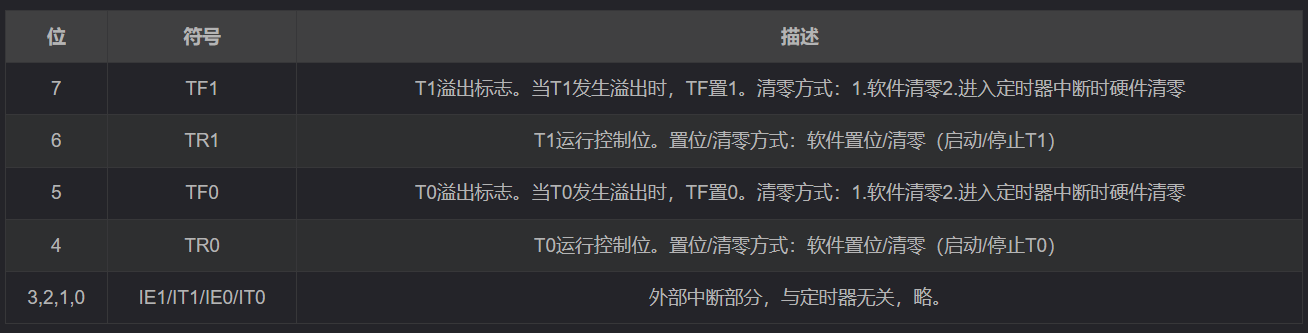 位 符号 描述
7 TF1 T1溢出标志。当T1发生溢出时，TF置1。清零方式：1.软件清零2.进入定时器中断时硬件清零
6 TR1 T1运行控制位。置位/清零方式：软件置位/清零（启动/停止T1）
5 TF0 T0溢出标志。当T0发生溢出时，TF置0。清零方式：1.软件清零2.进入定时器中断时硬件清零
4 TR0 T0运行控制位。置位/清零方式：软件置位/清零（启动/停止T0）
3,2,1,0 IE1/IT1/IE0/IT0 外部中断部分，与定时器无关，略。